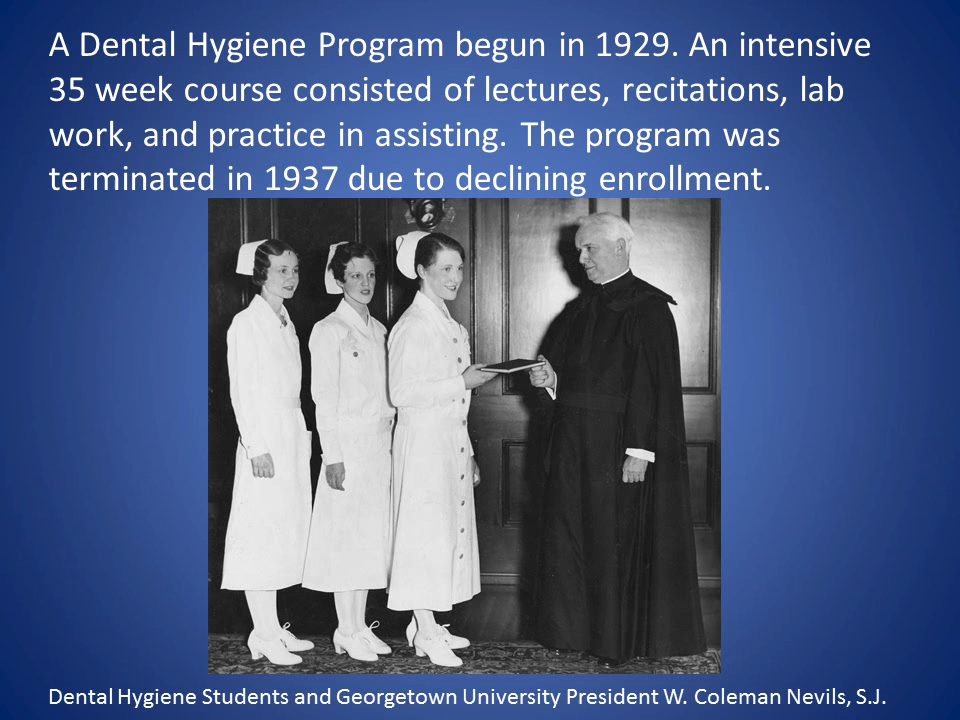 A Dental Hygiene Program begun in 1929. An intensive
35 week course consisted of lectures, recitations, lab
work, and practice in assisting. The program was
terminated in 1937 due to declining enrollment.
Dental Hygiene Students and Georgetown University President W. Coleman Nevils, S.J.